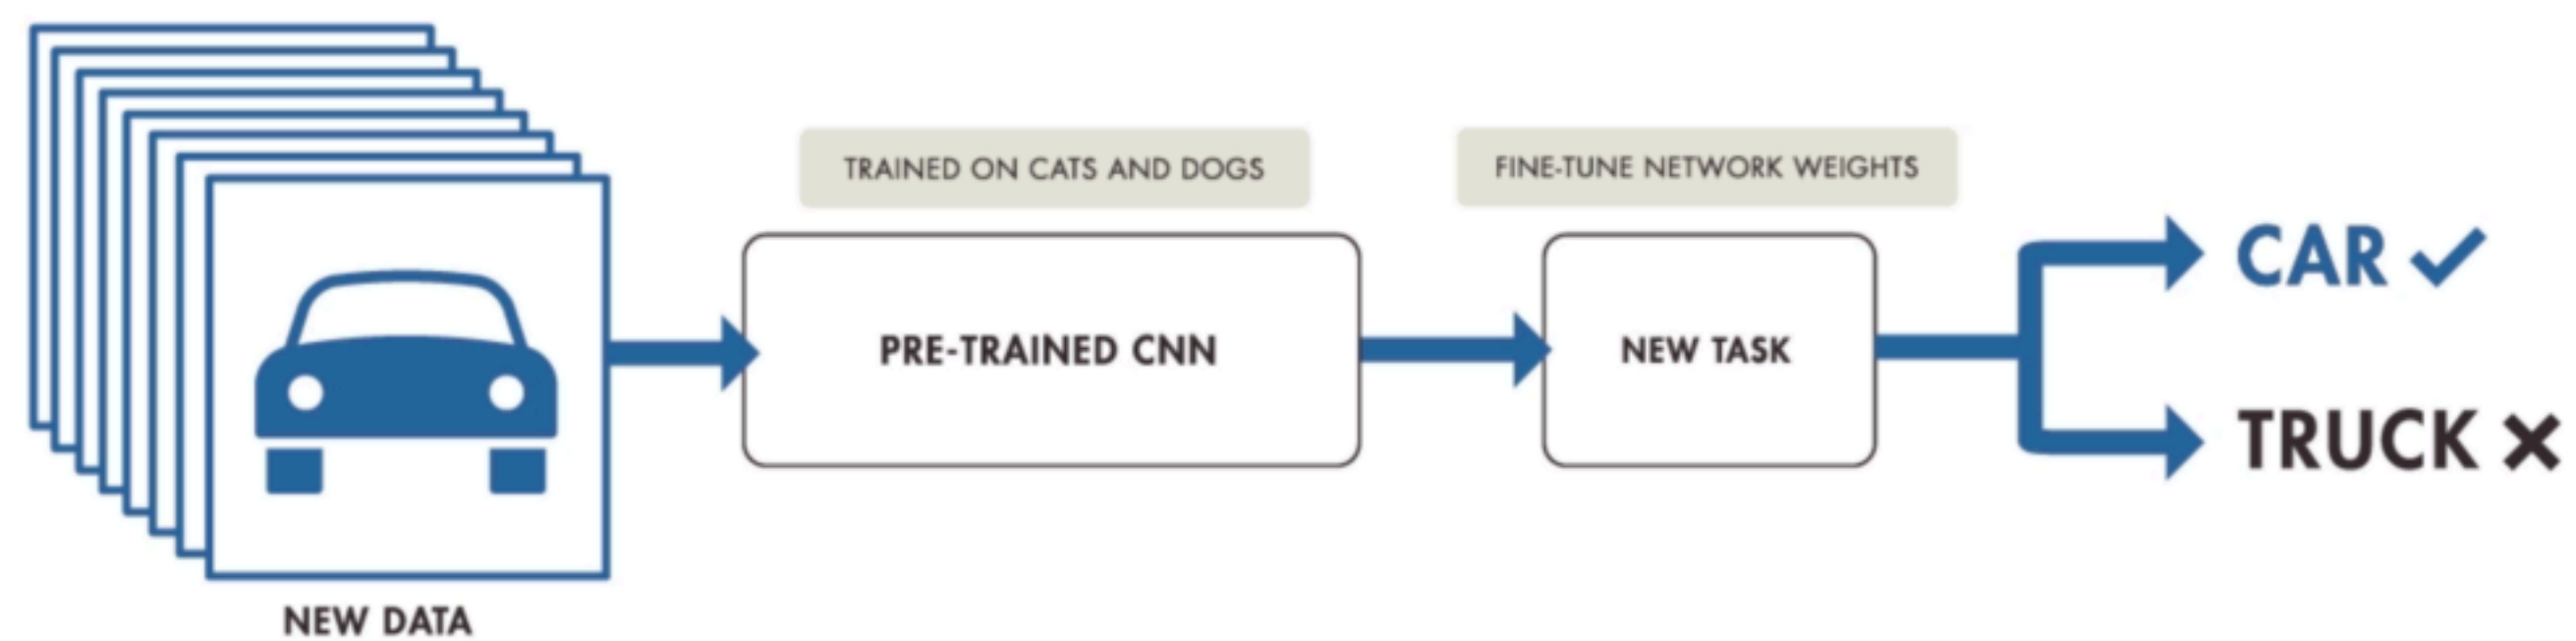 TRAINED ON CATS AND DOGS
FINE-TUNE NETWORK WEIGHTS
PRE-TRAINED CNN
NEW TASK
CAR
TRUCK
NEW DATA